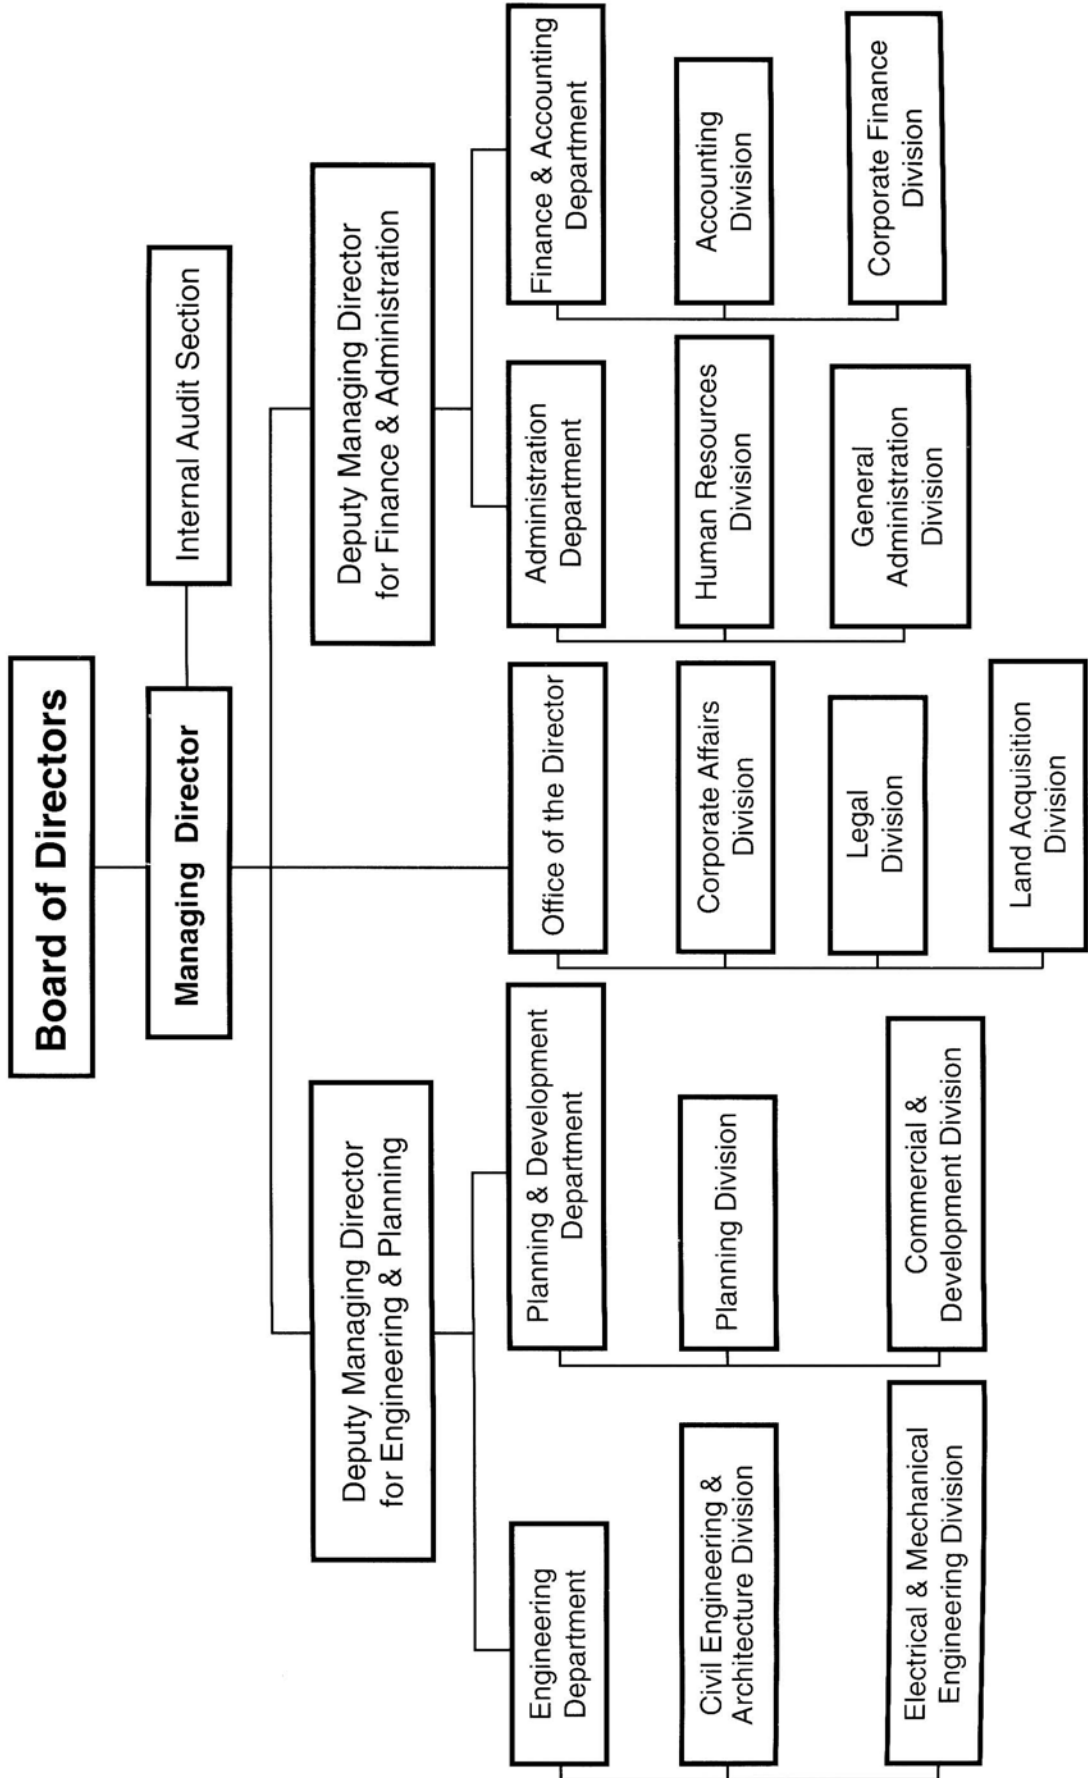 Board of Directors
Managing Director
Internal Audit Section
Deputy Managing Director
for Engineering & Planning
Deputy Managing Director
for Finance & Administration
Engineering
Department
Civil Engineering &
Architecture Division
Electrical & Mechanical
Engineering Division
Planning & Development
Department
Planning Division
Commercial &
Development Division
Office of the Director
Corporate Affairs
Division
Legal
Division
Land Acquisition
Division
Administration
Department
Human Resources
Division
General
Administration
Division
Finance & Accounting
Department
Accounting
Division
Corporate Finance
Division